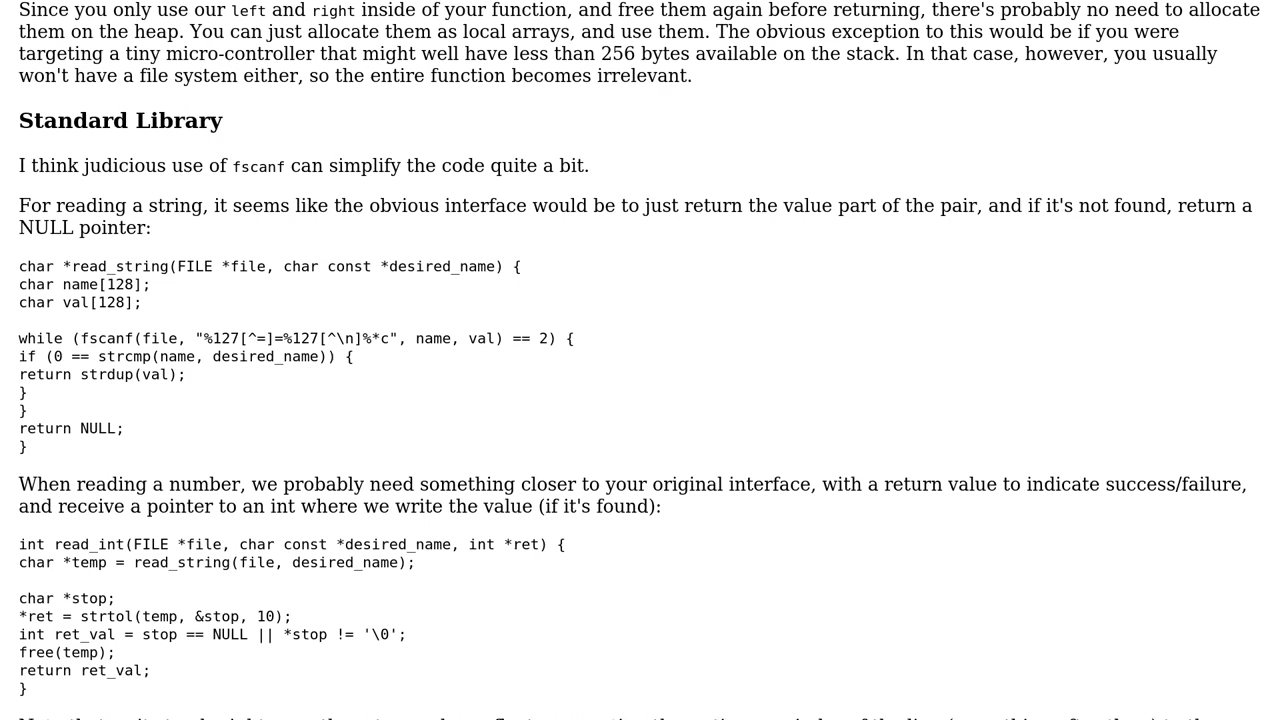 Since you only use our left and right inside of your function, and free them again before returning, there's probably no need to allocate
them on the heap. You can just allocate them as local arrays, and use them. The obvious exception to this would be if you were
targeting a tiny micro-controller that might well have less than 256 bytes available on the stack. In that case, however, you usually
won't have a file system either, so the entire function becomes irrelevant.
Standard Library
I think judicious use of fscanf can simplify the code quite a bit.
For reading a string, it seems like the obvious interface would be to just return the value part of the pair, and if it's not found, return a
NULL pointer:
char *read_string(FILE *file, char const *desired_name) {
char name[128];
char val[128];
while (fscanf(file, "%127[^=]=%127[^\n]%*c", name, val) == 2) {
if (0 == strcmp(name, desired_name)) {
return strdup(val);
}
}
return NULL;
}
When reading a number, we probably need something closer to your original interface, with a return value to indicate success/failure,
and receive a pointer to an int where we write the value (if it's found):
int read_int(FILE *file, char const *desired_name, int *ret) {
char *temp = read_string(file, desired_name);
char *stop;
*ret = strtol(temp, &stop, 10);
int ret_val = stop == NULL || *stop != '\0';
free(temp);
return ret_val;
}